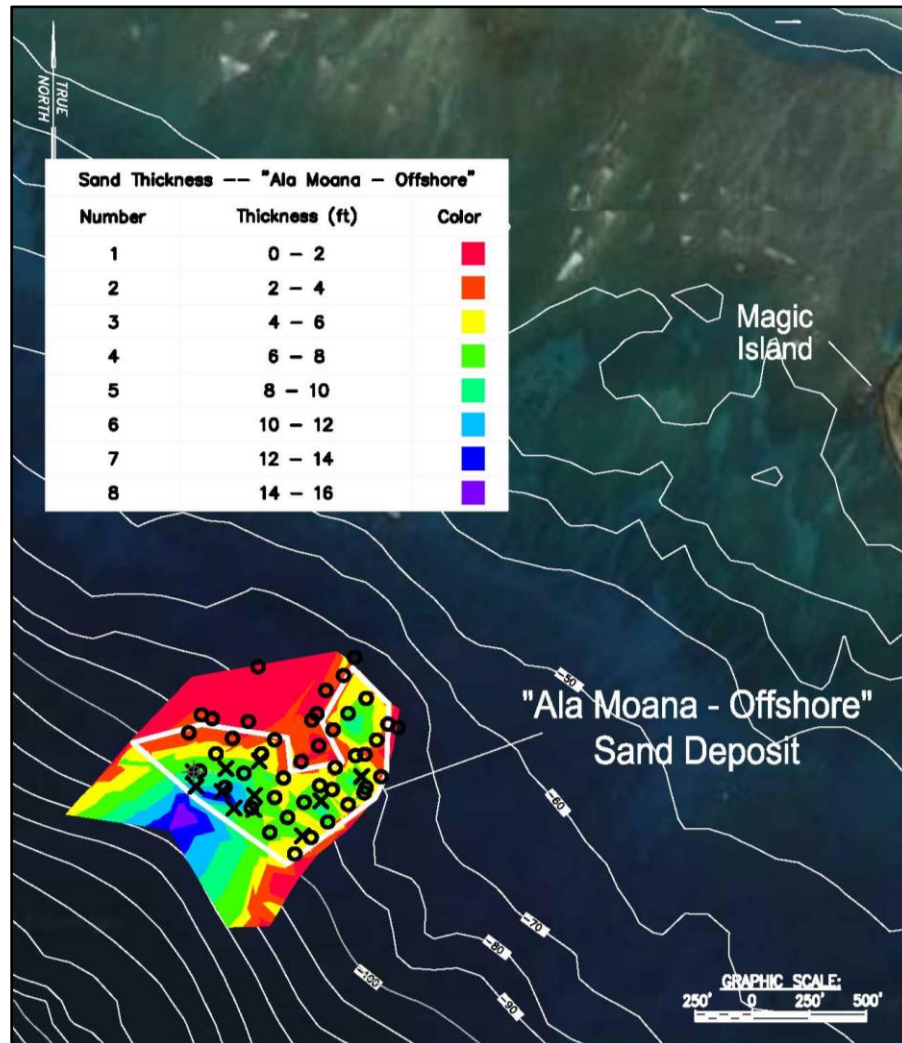 TRUE
NORTH
Sand Thickness -- "Ala Moana - Offshore"
Number Thickness (ft) Color
1 0 - 2
2 2 - 4
3 4 - 6
4 6 - 8
5 8 - 10
6 10 - 12
7 12 - 14
8 14 - 16
Magic
Island
-50
"Ala Moana - Offshore"
Sand Deposit
-60
-70
-80
-90
-100
GRAPHIC SCALE:
250' 0 250' 500'